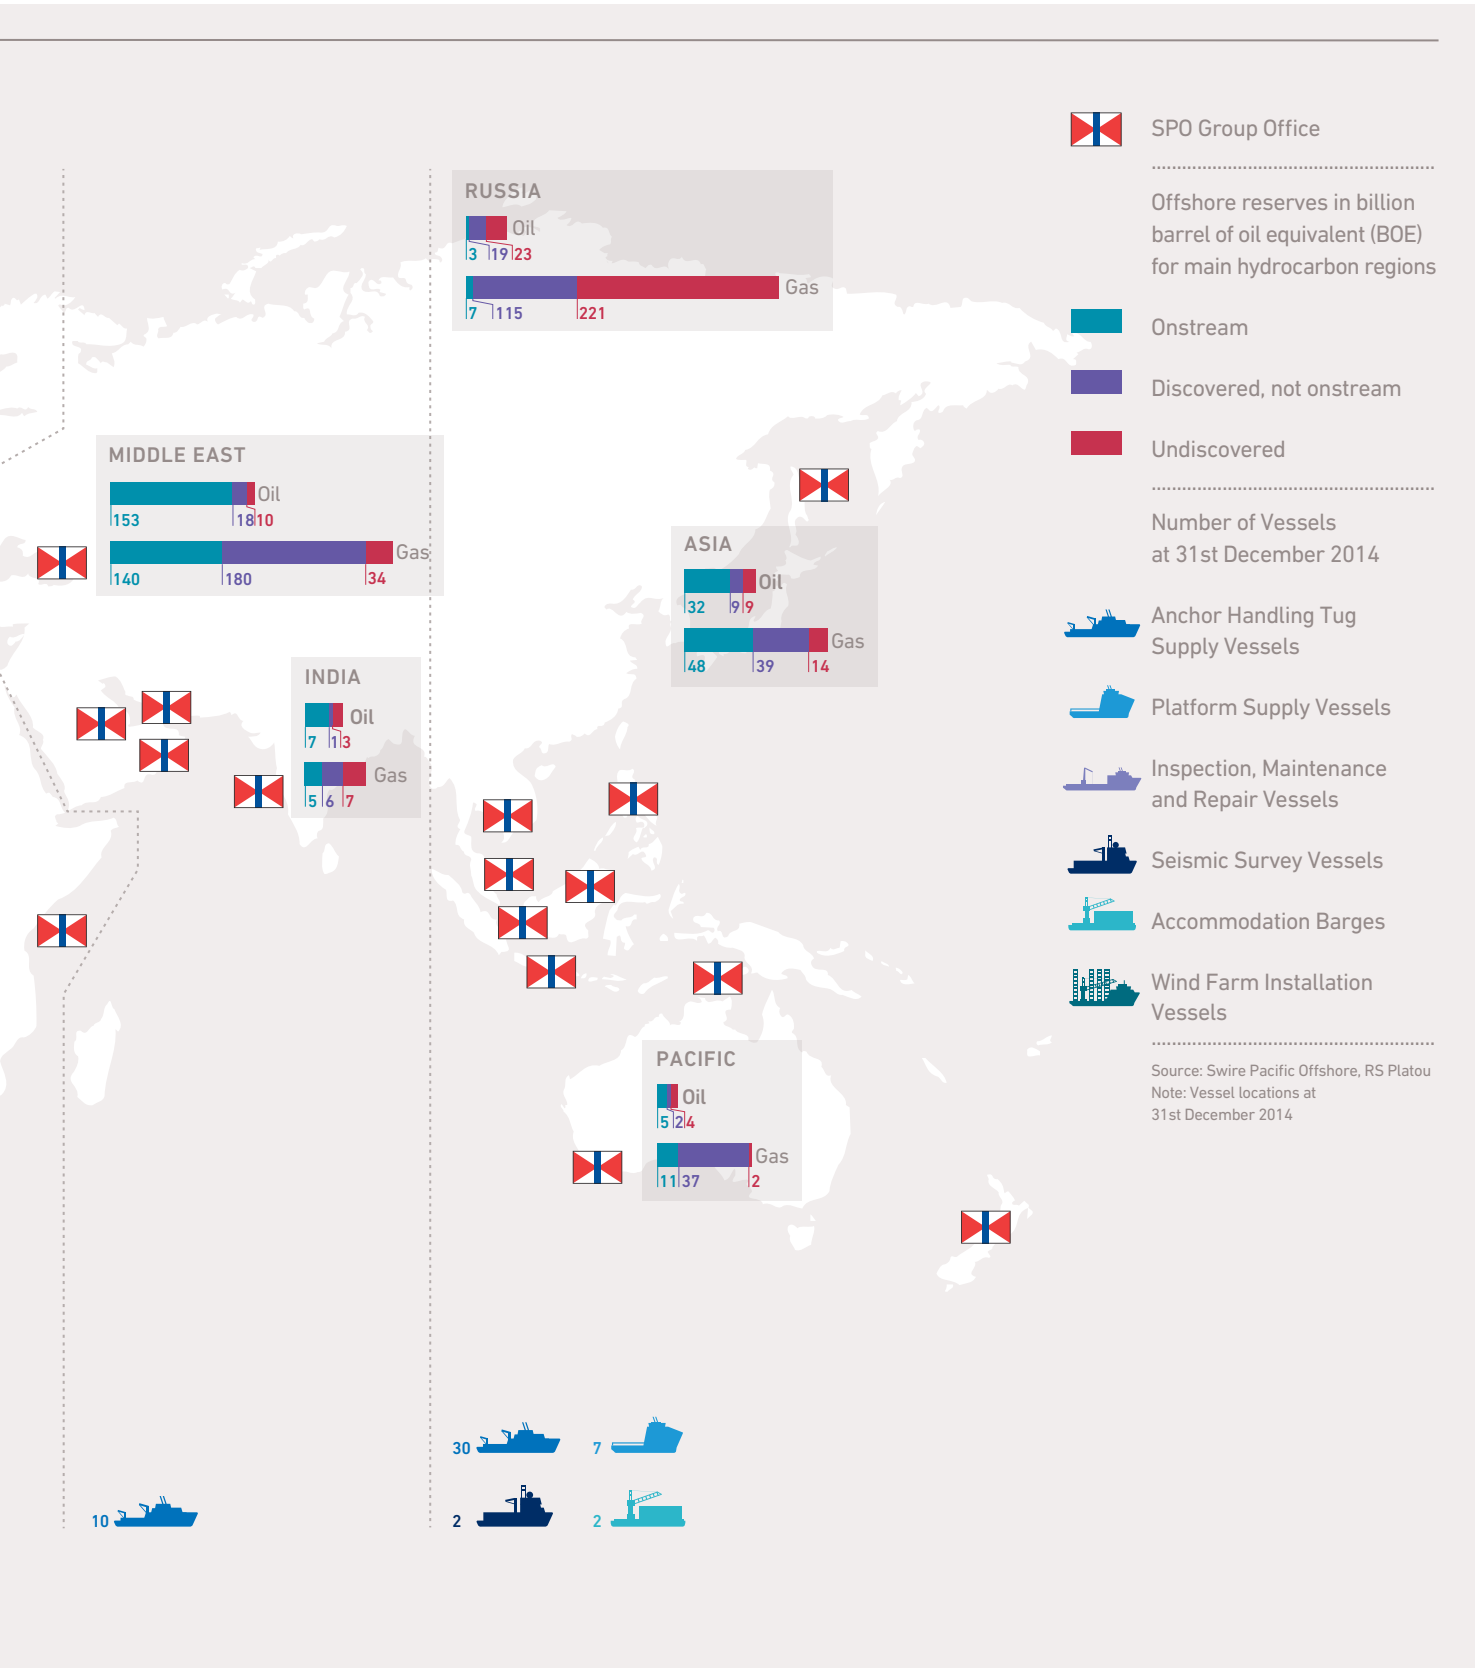 RUSSIA
Oil
3 19 23
Gas
7 115 221
MIDDLE EAST
Oil
153 18 10
Gas
140 180 34
ASIA
Oil
32 9 9
Gas
48 39 14
INDIA
Oil
7 1 3
Gas
5 6 7
PACIFIC
Oil
5 2 4
Gas
11 37 2
30 7
10 2 2
SPO Group Office
Offshore reserves in billion
barrel of oil equivalent (BOE)
for main hydrocarbon regions
Onstream
Discovered, not onstream
Undiscovered
Number of Vessels
at 31st December 2014
Anchor Handling Tug
Supply Vessels
Platform Supply Vessels
Inspection, Maintenance
and Repair Vessels
Seismic Survey Vessels
Accommodation Barges
Wind Farm Installation
Vessels
Source: Swire Pacific Offshore, RS Platou
Note: Vessel locations at
31st December 2014